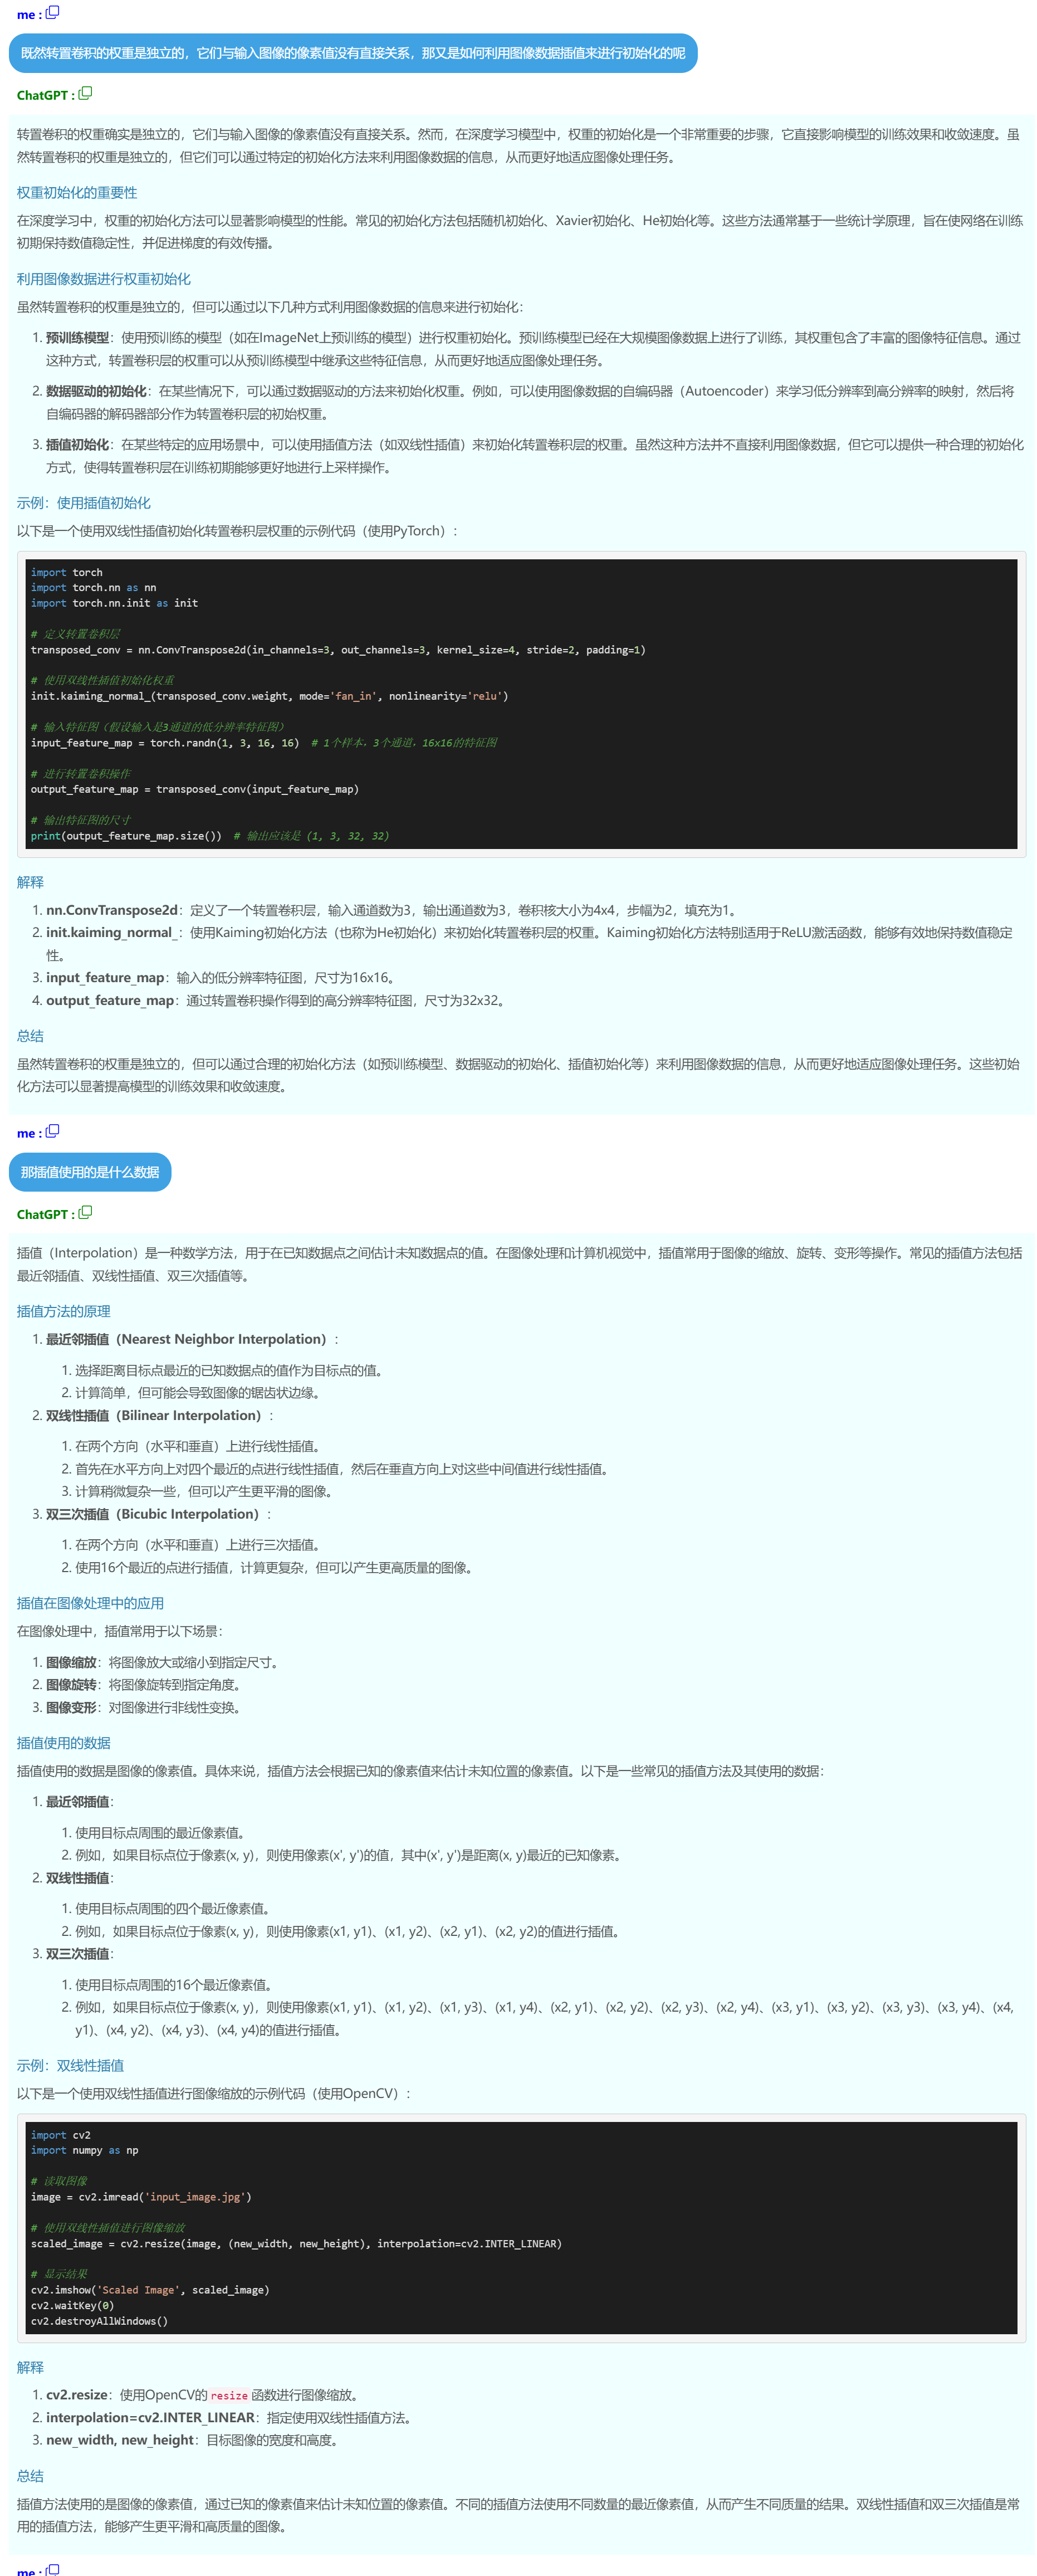 me :
既然转置卷积的权重是独立的，它们与输入图像的像素值没有直接关系，那又是如何利用图像数据插值来进行初始化的呢
ChatGPT :
转置卷积的权重确实是独立的，它们与输入图像的像素值没有直接关系。然而，在深度学习模型中，权重的初始化是一个非常重要的步骤，它直接影响模型的训练效果和收敛速度。虽
然转置卷积的权重是独立的，但它们可以通过特定的初始化方法来利用图像数据的信息，从而更好地适应图像处理任务。
权重初始化的重要性
在深度学习中，权重的初始化方法可以显著影响模型的性能。常见的初始化方法包括随机初始化、Xavier初始化、He初始化等。这些方法通常基于一些统计学原理，旨在使网络在训练
初期保持数值稳定性，并促进梯度的有效传播。
利用图像数据进行权重初始化
虽然转置卷积的权重是独立的，但可以通过以下几种方式利用图像数据的信息来进行初始化：
1. 预训练模型：使用预训练的模型（如在ImageNet上预训练的模型）进行权重初始化。预训练模型已经在大规模图像数据上进行了训练，其权重包含了丰富的图像特征信息。通过
这种方式，转置卷积层的权重可以从预训练模型中继承这些特征信息，从而更好地适应图像处理任务。
2. 数据驱动的初始化：在某些情况下，可以通过数据驱动的方法来初始化权重。例如，可以使用图像数据的自编码器（Autoencoder）来学习低分辨率到高分辨率的映射，然后将
自编码器的解码器部分作为转置卷积层的初始权重。
3. 插值初始化：在某些特定的应用场景中，可以使用插值方法（如双线性插值）来初始化转置卷积层的权重。虽然这种方法并不直接利用图像数据，但它可以提供一种合理的初始化
方式，使得转置卷积层在训练初期能够更好地进行上采样操作。
示例：使用插值初始化
以下是一个使用双线性插值初始化转置卷积层权重的示例代码（使用PyTorch）：
import torch
import torch.nn as nn
import torch.nn.init as init
# 定义转置卷积层
transposed_conv = nn.ConvTranspose2d(in_channels=3, out_channels=3, kernel_size=4, stride=2, padding=1)
# 使用双线性插值初始化权重
init.kaiming_normal_(transposed_conv.weight, mode='fan_in', nonlinearity='relu')
# 输入特征图（假设输入是3通道的低分辨率特征图）
input_feature_map = torch.randn(1, 3, 16, 16)  # 1个样本，3个通道，16x16的特征图
# 进行转置卷积操作
output_feature_map = transposed_conv(input_feature_map)
# 输出特征图的尺寸
print(output_feature_map.size())  # 输出应该是 (1, 3, 32, 32)
解释
1. nn.ConvTranspose2d：定义了一个转置卷积层，输入通道数为3，输出通道数为3，卷积核大小为4x4，步幅为2，填充为1。
2. init.kaiming_normal_：使用Kaiming初始化方法（也称为He初始化）来初始化转置卷积层的权重。Kaiming初始化方法特别适用于ReLU激活函数，能够有效地保持数值稳定
性。
3. input_feature_map：输入的低分辨率特征图，尺寸为16x16。
4. output_feature_map：通过转置卷积操作得到的高分辨率特征图，尺寸为32x32。
总结
虽然转置卷积的权重是独立的，但可以通过合理的初始化方法（如预训练模型、数据驱动的初始化、插值初始化等）来利用图像数据的信息，从而更好地适应图像处理任务。这些初始
化方法可以显著提高模型的训练效果和收敛速度。
me :
那插值使用的是什么数据
ChatGPT :
插值（Interpolation）是一种数学方法，用于在已知数据点之间估计未知数据点的值。在图像处理和计算机视觉中，插值常用于图像的缩放、旋转、变形等操作。常见的插值方法包括
最近邻插值、双线性插值、双三次插值等。
插值方法的原理
1. 最近邻插值（Nearest Neighbor Interpolation）：
1. 选择距离目标点最近的已知数据点的值作为目标点的值。
2. 计算简单，但可能会导致图像的锯齿状边缘。
2. 双线性插值（Bilinear Interpolation）：
1. 在两个方向（水平和垂直）上进行线性插值。
2. 首先在水平方向上对四个最近的点进行线性插值，然后在垂直方向上对这些中间值进行线性插值。
3. 计算稍微复杂一些，但可以产生更平滑的图像。
3. 双三次插值（Bicubic Interpolation）：
1. 在两个方向（水平和垂直）上进行三次插值。
2. 使用16个最近的点进行插值，计算更复杂，但可以产生更高质量的图像。
插值在图像处理中的应用
在图像处理中，插值常用于以下场景：
1. 图像缩放：将图像放大或缩小到指定尺寸。
2. 图像旋转：将图像旋转到指定角度。
3. 图像变形：对图像进行非线性变换。
插值使用的数据
插值使用的数据是图像的像素值。具体来说，插值方法会根据已知的像素值来估计未知位置的像素值。以下是一些常见的插值方法及其使用的数据：
1. 最近邻插值：
1. 使用目标点周围的最近像素值。
2. 例如，如果目标点位于像素(x, y)，则使用像素(x', y')的值，其中(x', y')是距离(x, y)最近的已知像素。
2. 双线性插值：
1. 使用目标点周围的四个最近像素值。
2. 例如，如果目标点位于像素(x, y)，则使用像素(x1, y1)、(x1, y2)、(x2, y1)、(x2, y2)的值进行插值。
3. 双三次插值：
1. 使用目标点周围的16个最近像素值。
2. 例如，如果目标点位于像素(x, y)，则使用像素(x1, y1)、(x1, y2)、(x1, y3)、(x1, y4)、(x2, y1)、(x2, y2)、(x2, y3)、(x2, y4)、(x3, y1)、(x3, y2)、(x3, y3)、(x3, y4)、(x4,
y1)、(x4, y2)、(x4, y3)、(x4, y4)的值进行插值。
示例：双线性插值
以下是一个使用双线性插值进行图像缩放的示例代码（使用OpenCV）：
import cv2
import numpy as np
# 读取图像
image = cv2.imread('input_image.jpg')
# 使用双线性插值进行图像缩放
scaled_image = cv2.resize(image, (new_width, new_height), interpolation=cv2.INTER_LINEAR)
# 显示结果
cv2.imshow('Scaled Image', scaled_image)
cv2.waitKey(0)
cv2.destroyAllWindows()
解释
1. cv2.resize：使用OpenCV的 resize 函数进行图像缩放。
2. interpolation=cv2.INTER_LINEAR：指定使用双线性插值方法。
3. new_width, new_height：目标图像的宽度和高度。
总结
插值方法使用的是图像的像素值，通过已知的像素值来估计未知位置的像素值。不同的插值方法使用不同数量的最近像素值，从而产生不同质量的结果。双线性插值和双三次插值是常
用的插值方法，能够产生更平滑和高质量的图像。
me :